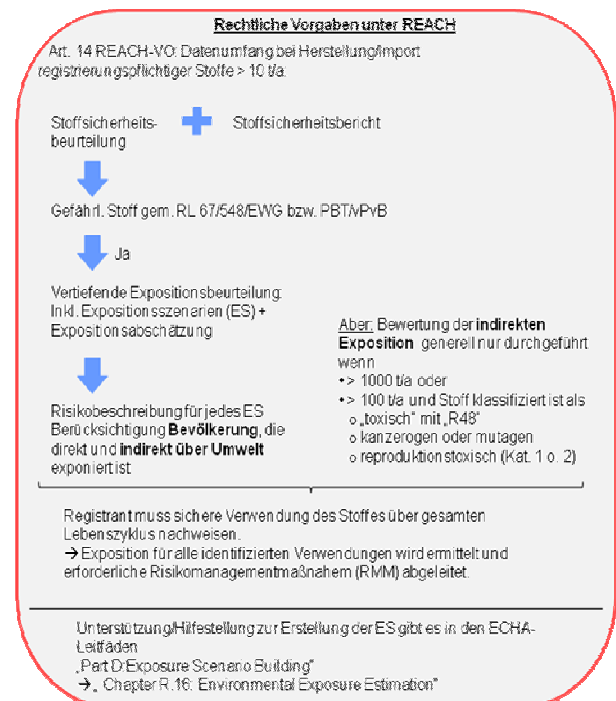 Rechtliche Vorgaben unter REACH
Art. 14 REACH-VO: Datenumfang bei Herstellung/Import
registrierungspflichtiger Stoffe > 10 t/a:
Stoffsicherheits-
beurteilung
Stoffsicherheitsbericht
Gefährl. Stoff gem. RL 67/548/EWG bzw. PBT/vPvB
Ja
Vertiefende Expositionsbeurteilung:
Inkl. Expositionsszenarien (ES) +
Expositionsabschätzung
Risikobeschreibung für jedes ES
Berücksichtigung Bevölkerung, die
direkt und indirekt über Umwelt
exponiert ist
Aber: Bewertung der indirekten
Exposition generell nur durchgeführt
wenn
•> 1000 t/a oder
•> 100 t/a und Stoff klassifiziert ist als
o „toxisch" mit „R48"
o kanzerogen oder mutagen
o reproduktionstoxisch (Kat. 1 o. 2)
Registrant muss sichere Verwendung des Stoffes über gesamten
Lebenszyklus nachweisen.
→ Exposition für alle identifizierten Verwendungen wird ermittelt und
erforderliche Risikomanagementmaßnahem (RMM) abgeleitet.
Unterstützung/Hilfestellung zur Erstellung der ES gibt es in den ECHA-
Leitfäden
„Part D:Exposure Scenario Building"
→ „ Chapter R.16: Environmental Exposure Estimation"